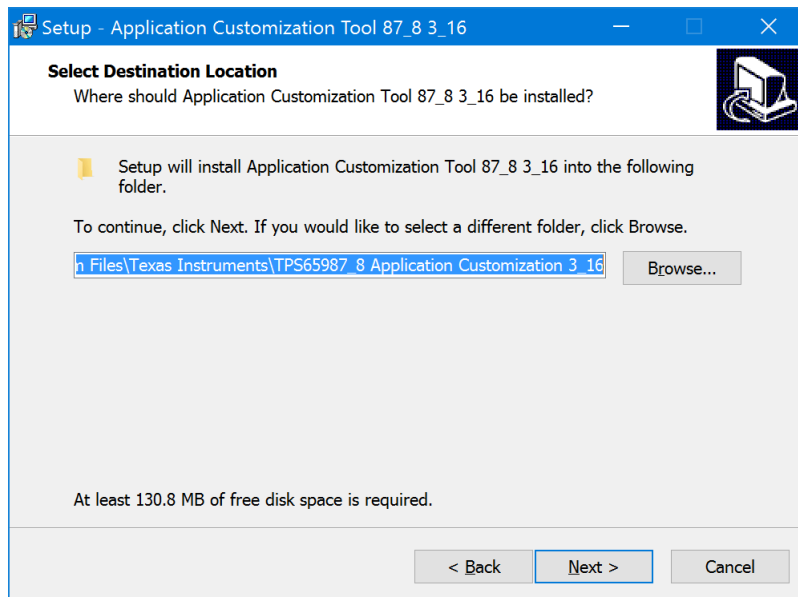 Setup - Application Customization Tool 87_8 3_16
Select Destination Location
Where should Application Customization Tool 87_8 3_16 be installed?
Setup will install Application Customization Tool 87_8 3_16 into the following
folder.
To continue, click Next. If you would like to select a different folder, click Browse.
n Files\Texas Instruments\TPS65987_8 Application Customization 3_16
Browse...
At least 130.8 MB of free disk space is required.
< Back
Next >
Cancel